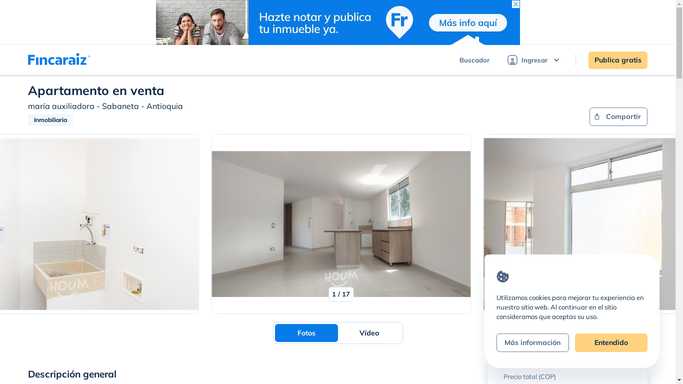 Hazte notar y publica
tu inmueble ya.
Fr
Más info aquí
Fincaraiz
Buscador
Ingresar
Publica gratis
Apartamento en venta
maría auxiliadora - Sabaneta - Antioquia
Inmobiliaria
Compartir
HOUM
HOUM
1 / 17
Fotos
Vídeo
Utilizamos cookies para mejorar tu experiencia en
nuestro sitio web. Al continuar en el sitio
consideramos que aceptas su uso.
Más información
Entendido
Descripción general
Precio total (COP)